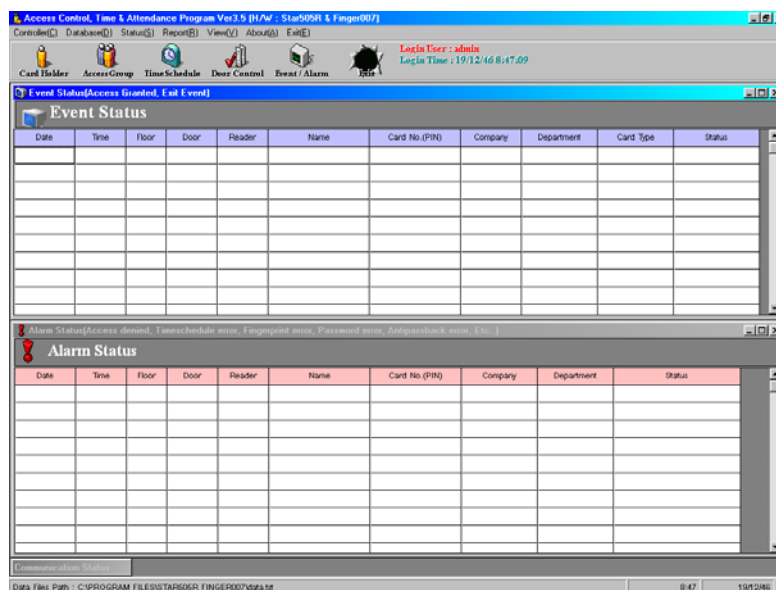 Access Control, Time & Attendance Program Ver3.5 [H/W : Star505R & Finger007]
Controller(C) Database(D) Status(S) Report(R) View(V) About(A) Exit(E)
Card Holder Access Group Time Schedule Door Control Event / Alarm Exit
Login User : admin
Login Time : 19/12/46 8:47:09
Event Status(Access Granted, Exit Event)
Event Status
Date Time Floor Door Reader Name Card No.(PIN) Company Department Card Type Status
Alarm Status(Access denied, Timeschedule error, Fingerprint error, Password error, Antipassback error, Etc..)
Alarm Status
Date Time Floor Door Reader Name Card No.(PIN) Company Department Status
Communication Status
Data Files Path : C:\PROGRAM FILES\STAR505R FINGER007\data.txt 8:47 19/12/46